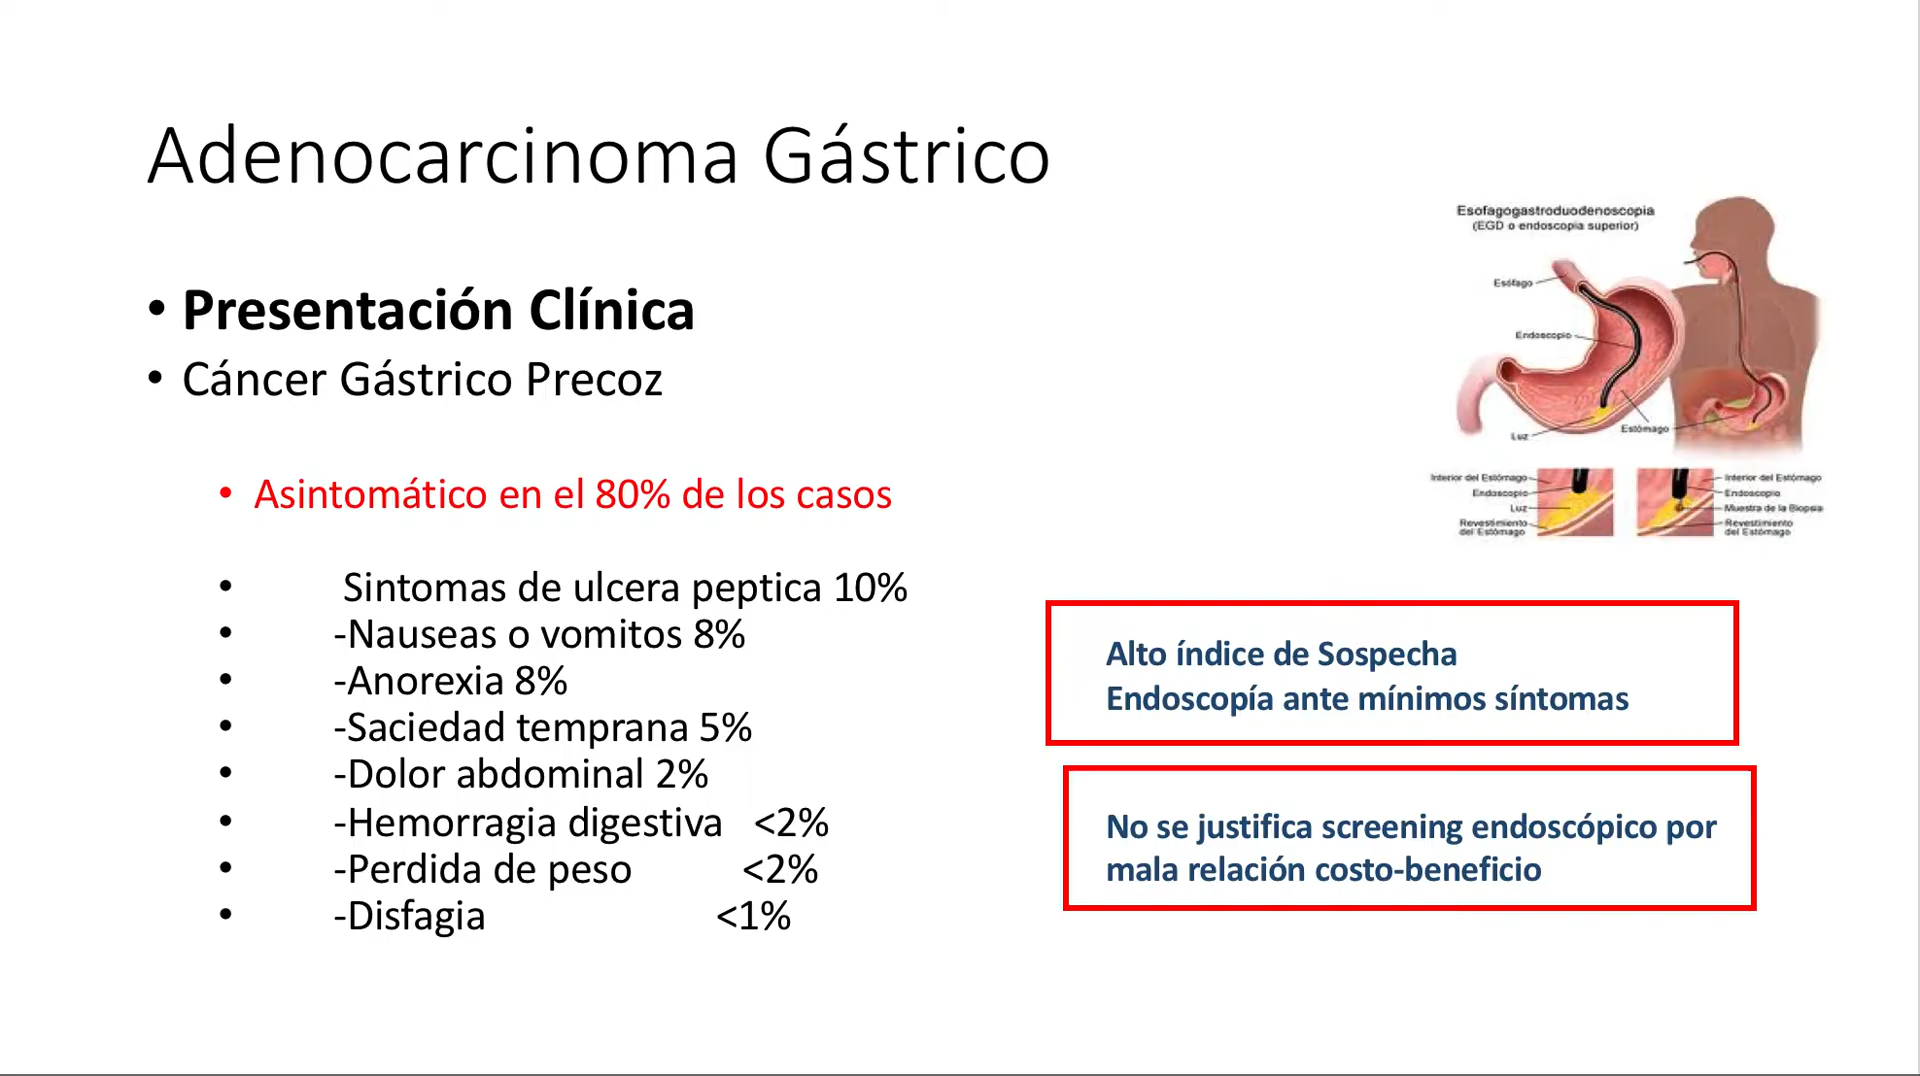 Adenocarcinoma Gástrico
• Presentación Clínica
• Cáncer Gástrico Precoz
• Asintomático en el 80% de los casos
• Sintomas de ulcera peptica 10%
• -Nauseas o vomitos 8%
• -Anorexia 8%
• -Saciedad temprana 5%
• -Dolor abdominal 2%
• -Hemorragia digestiva <2%
• -Perdida de peso <2%
• -Disfagia <1%
Esofagogastroduodenoscopia
(EGD o endoscopia superior)
Esófago
Endoscopio
Luz
Estómago
Interior del Estómago
Endoscopio
Luz
Revestimiento
del Estómago
Interior del Estómago
Endoscopio
Muestra de la Biopsia
Revestimiento
del Estómago
Alto índice de Sospecha
Endoscopía ante mínimos síntomas
No se justifica screening endoscópico por
mala relación costo-beneficio